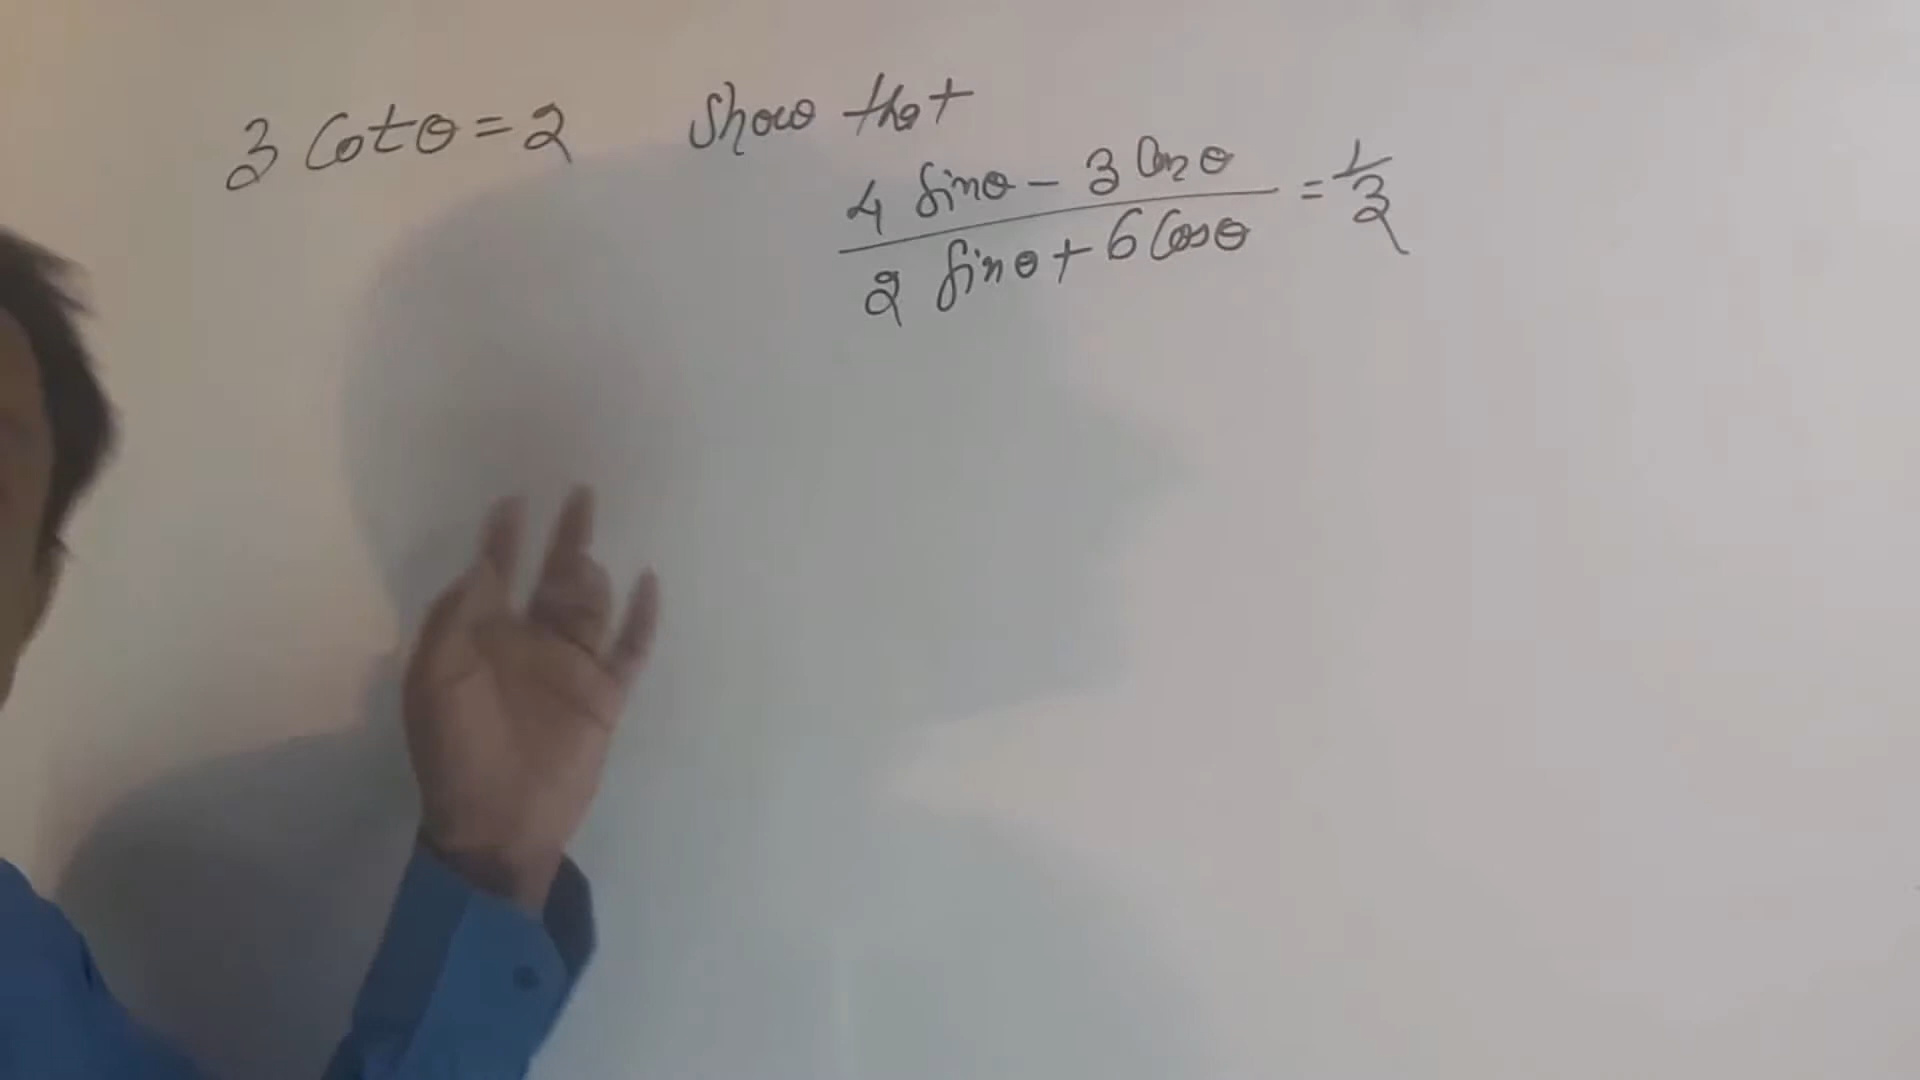 3 Cotθ = 2 Show that
4 Sinθ - 3 Cosθ
2 Sinθ + 6 Cosθ = 1/3